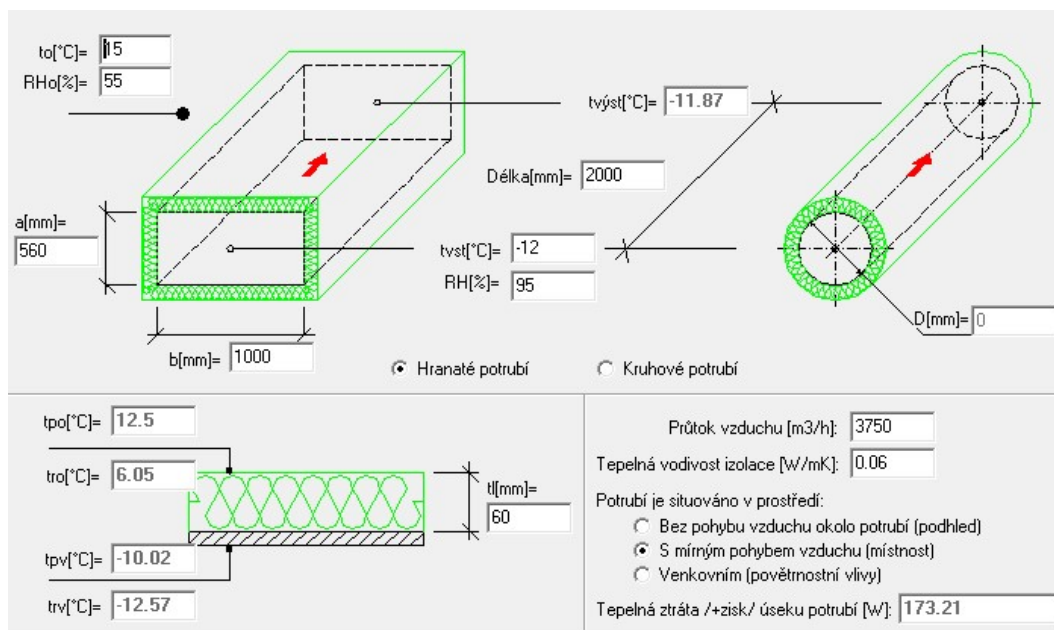 to[°C]= 15
RHo[%]= 55
tvýst[°C]= -11.87
Délka[mm]= 2000
a[mm]=
560
tvst[°C]= -12
RH[%]= 95
D[mm]= 0
b[mm]= 1000
Hranaté potrubí
Kruhové potrubí
tpo[°C]= 12.5
tro[°C]= 6.05
tl[mm]=
60
tpv[°C]= -10.02
trv[°C]= -12.57
Průtok vzduchu [m3/h]: 3750
Tepelná vodivost izolace [W/mK]: 0.06
Potrubí je situováno v prostředí:
Bez pohybu vzduchu okolo potrubí (podhled)
S mírným pohybem vzduchu (místnost)
Venkovním (povětrnostní vlivy)
Tepelná ztráta /+zisk/ úseku potrubí [W]: 173.21